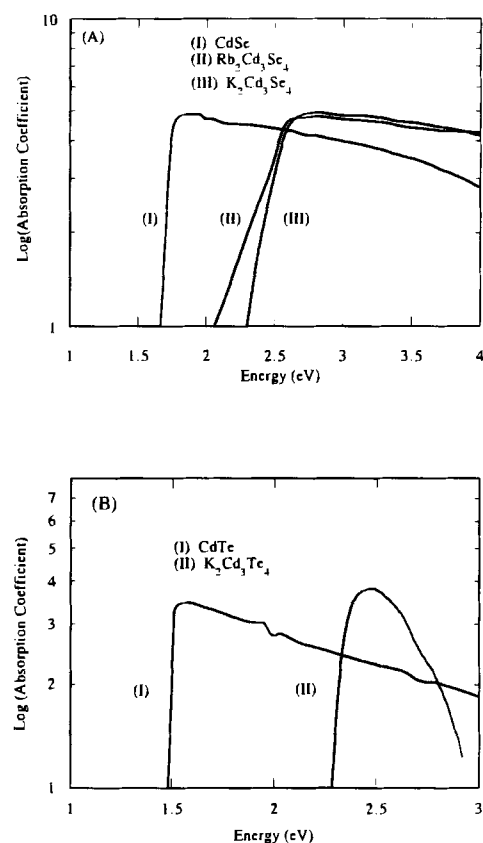 (A)
10
(I) CdSe
(II) Rb2Cd3Se4
(III) K2Cd3Se4
Log(Absorption Coefficient)
(I)
(II)
(III)
1
1
1.5
2
2.5
3
3.5
4
Energy (eV)
(B)
7
6
5
4
3
2
1
(I) CdTe
(II) K2Cd3Te4
Log (Absorption Coefficient)
(I)
(II)
1
1.5
2
2.5
3
Energy (eV)